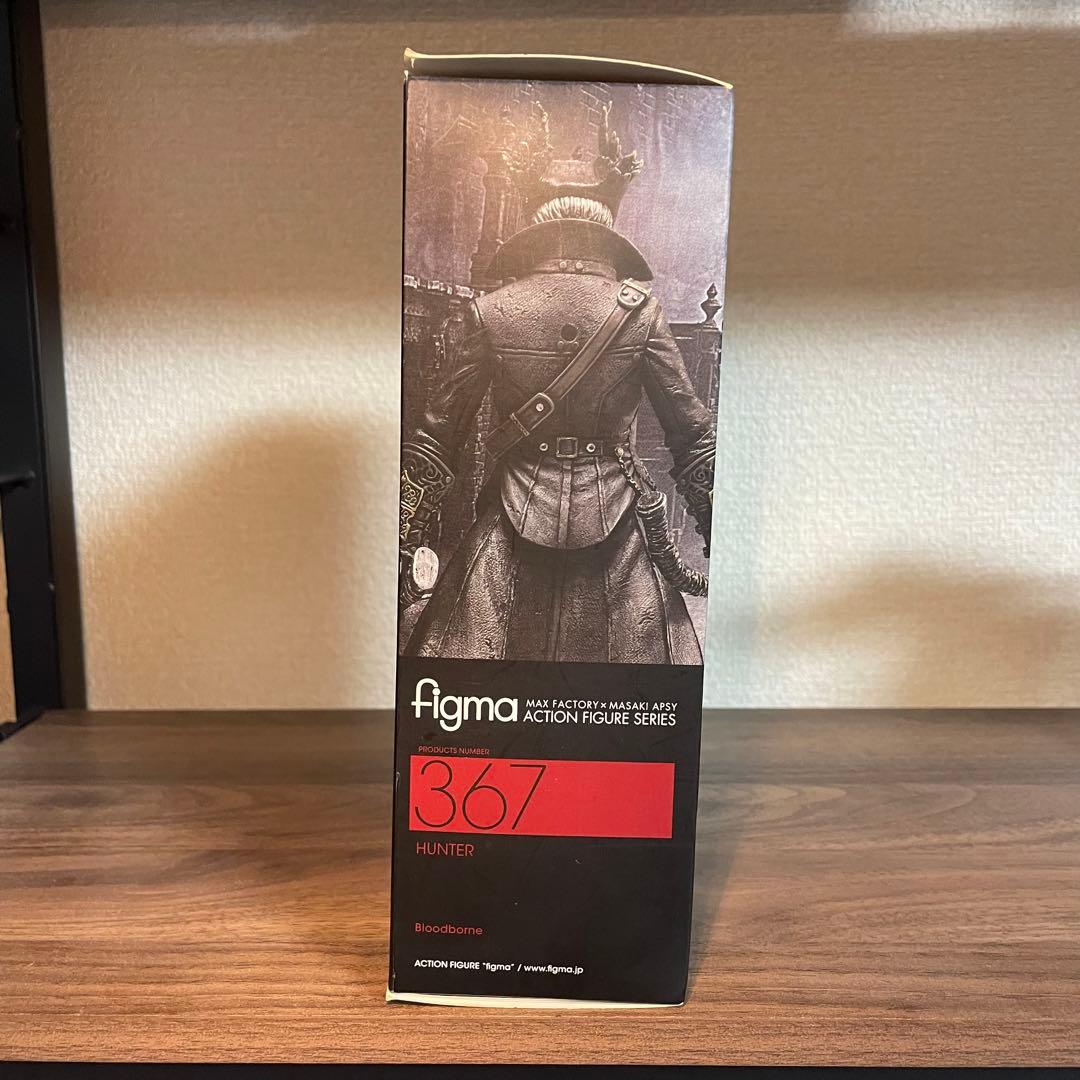 figma MAX FACTORY × MASAKI APSY
ACTION FIGURE SERIES
PRODUCTS NUMBER
367
HUNTER
Bloodborne
ACTION FIGURE "figma" / www.figma.jp